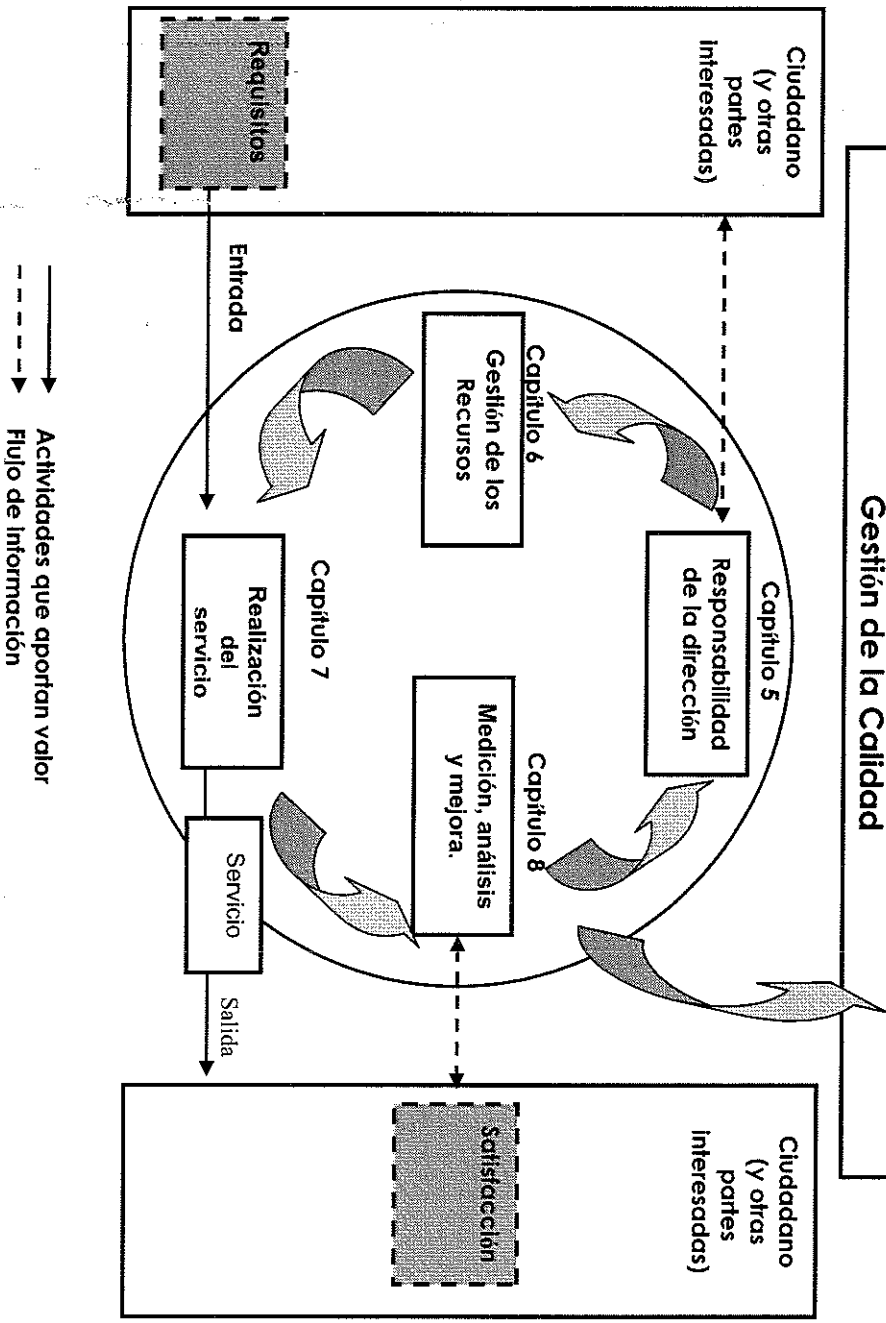 Gestión de la Calidad
Ciudadano
(y otras
partes
interesadas)
Requisitos
Entrada
Capítulo 5
Responsabilidad
de la dirección
Capítulo 6
Gestión de los
Recursos
Capítulo 8
Medición, análisis
y mejora.
Capítulo 7
Realización
del
servicio
Servicio
Salida
Ciudadano
(y otras
partes
interesadas)
Satisfacción
Actividades que aportan valor
Flujo de información